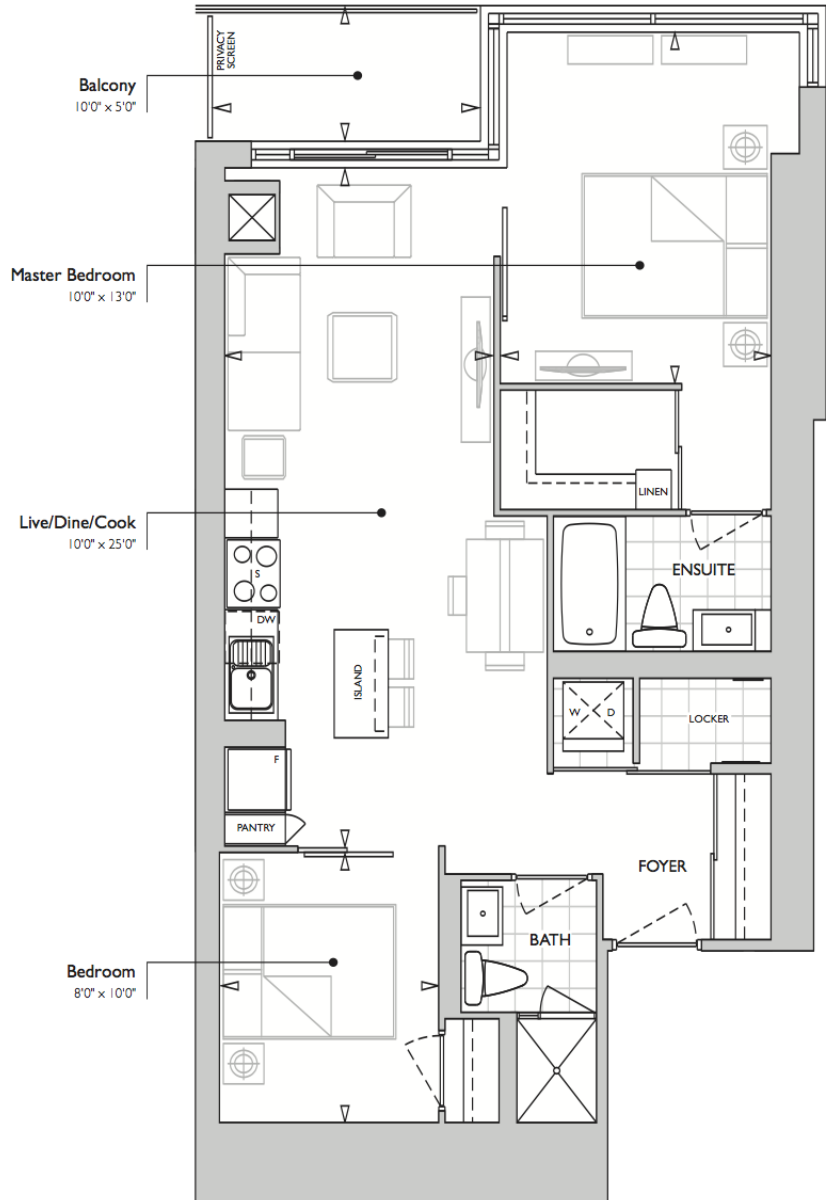 PRIVACY
SCREEN
Balcony
10'0" x 5'0"
Master Bedroom
10'0" x 13'0"
LINEN
Live/Dine/Cook
10'0" x 25'0"
ENSUITE
S
DW
ISLAND
W D
LOCKER
F
PANTRY
FOYER
BATH
Bedroom
8'0" x 10'0"